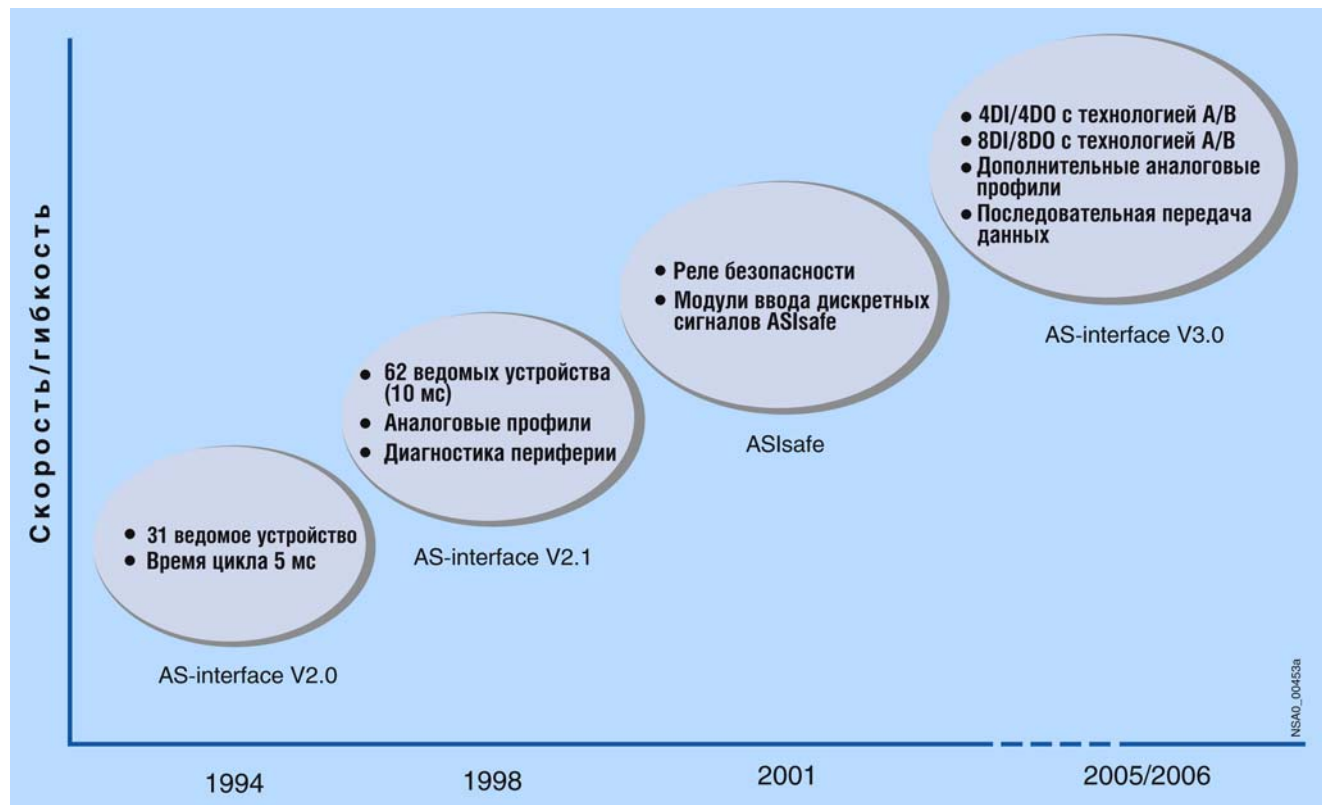 Скорость/гибкость
• 31 ведомое устройство
• Время цикла 5 мс
AS-interface V2.0
• 62 ведомых устройства
(10 мс)
• Аналоговые профили
• Диагностика периферии
AS-interface V2.1
• Реле безопасности
• Модули ввода дискретных
сигналов ASIsafe
ASIsafe
• 4DI/4DO с технологией A/B
• 8DI/8DO с технологией A/B
• Дополнительные аналоговые
профили
• Последовательная передача
данных
AS-interface V3.0
NSA0_00453a
1994
1998
2001
2005/2006